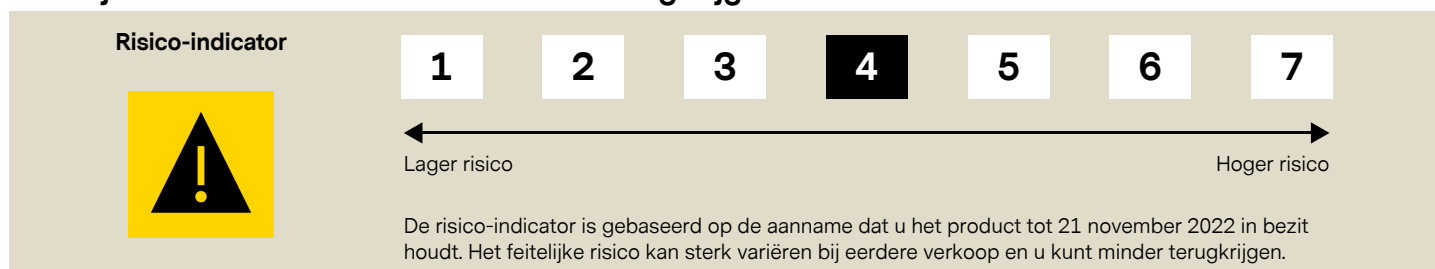 Risico-indicator
1 2 3 4 5 6 7
Lager risico Hoger risico
De risico-indicator is gebaseerd op de aanname dat u het product tot 21 november 2022 in bezit
houdt. Het feitelijke risico kan sterk variëren bij eerdere verkoop en u kunt minder terugkrijgen.